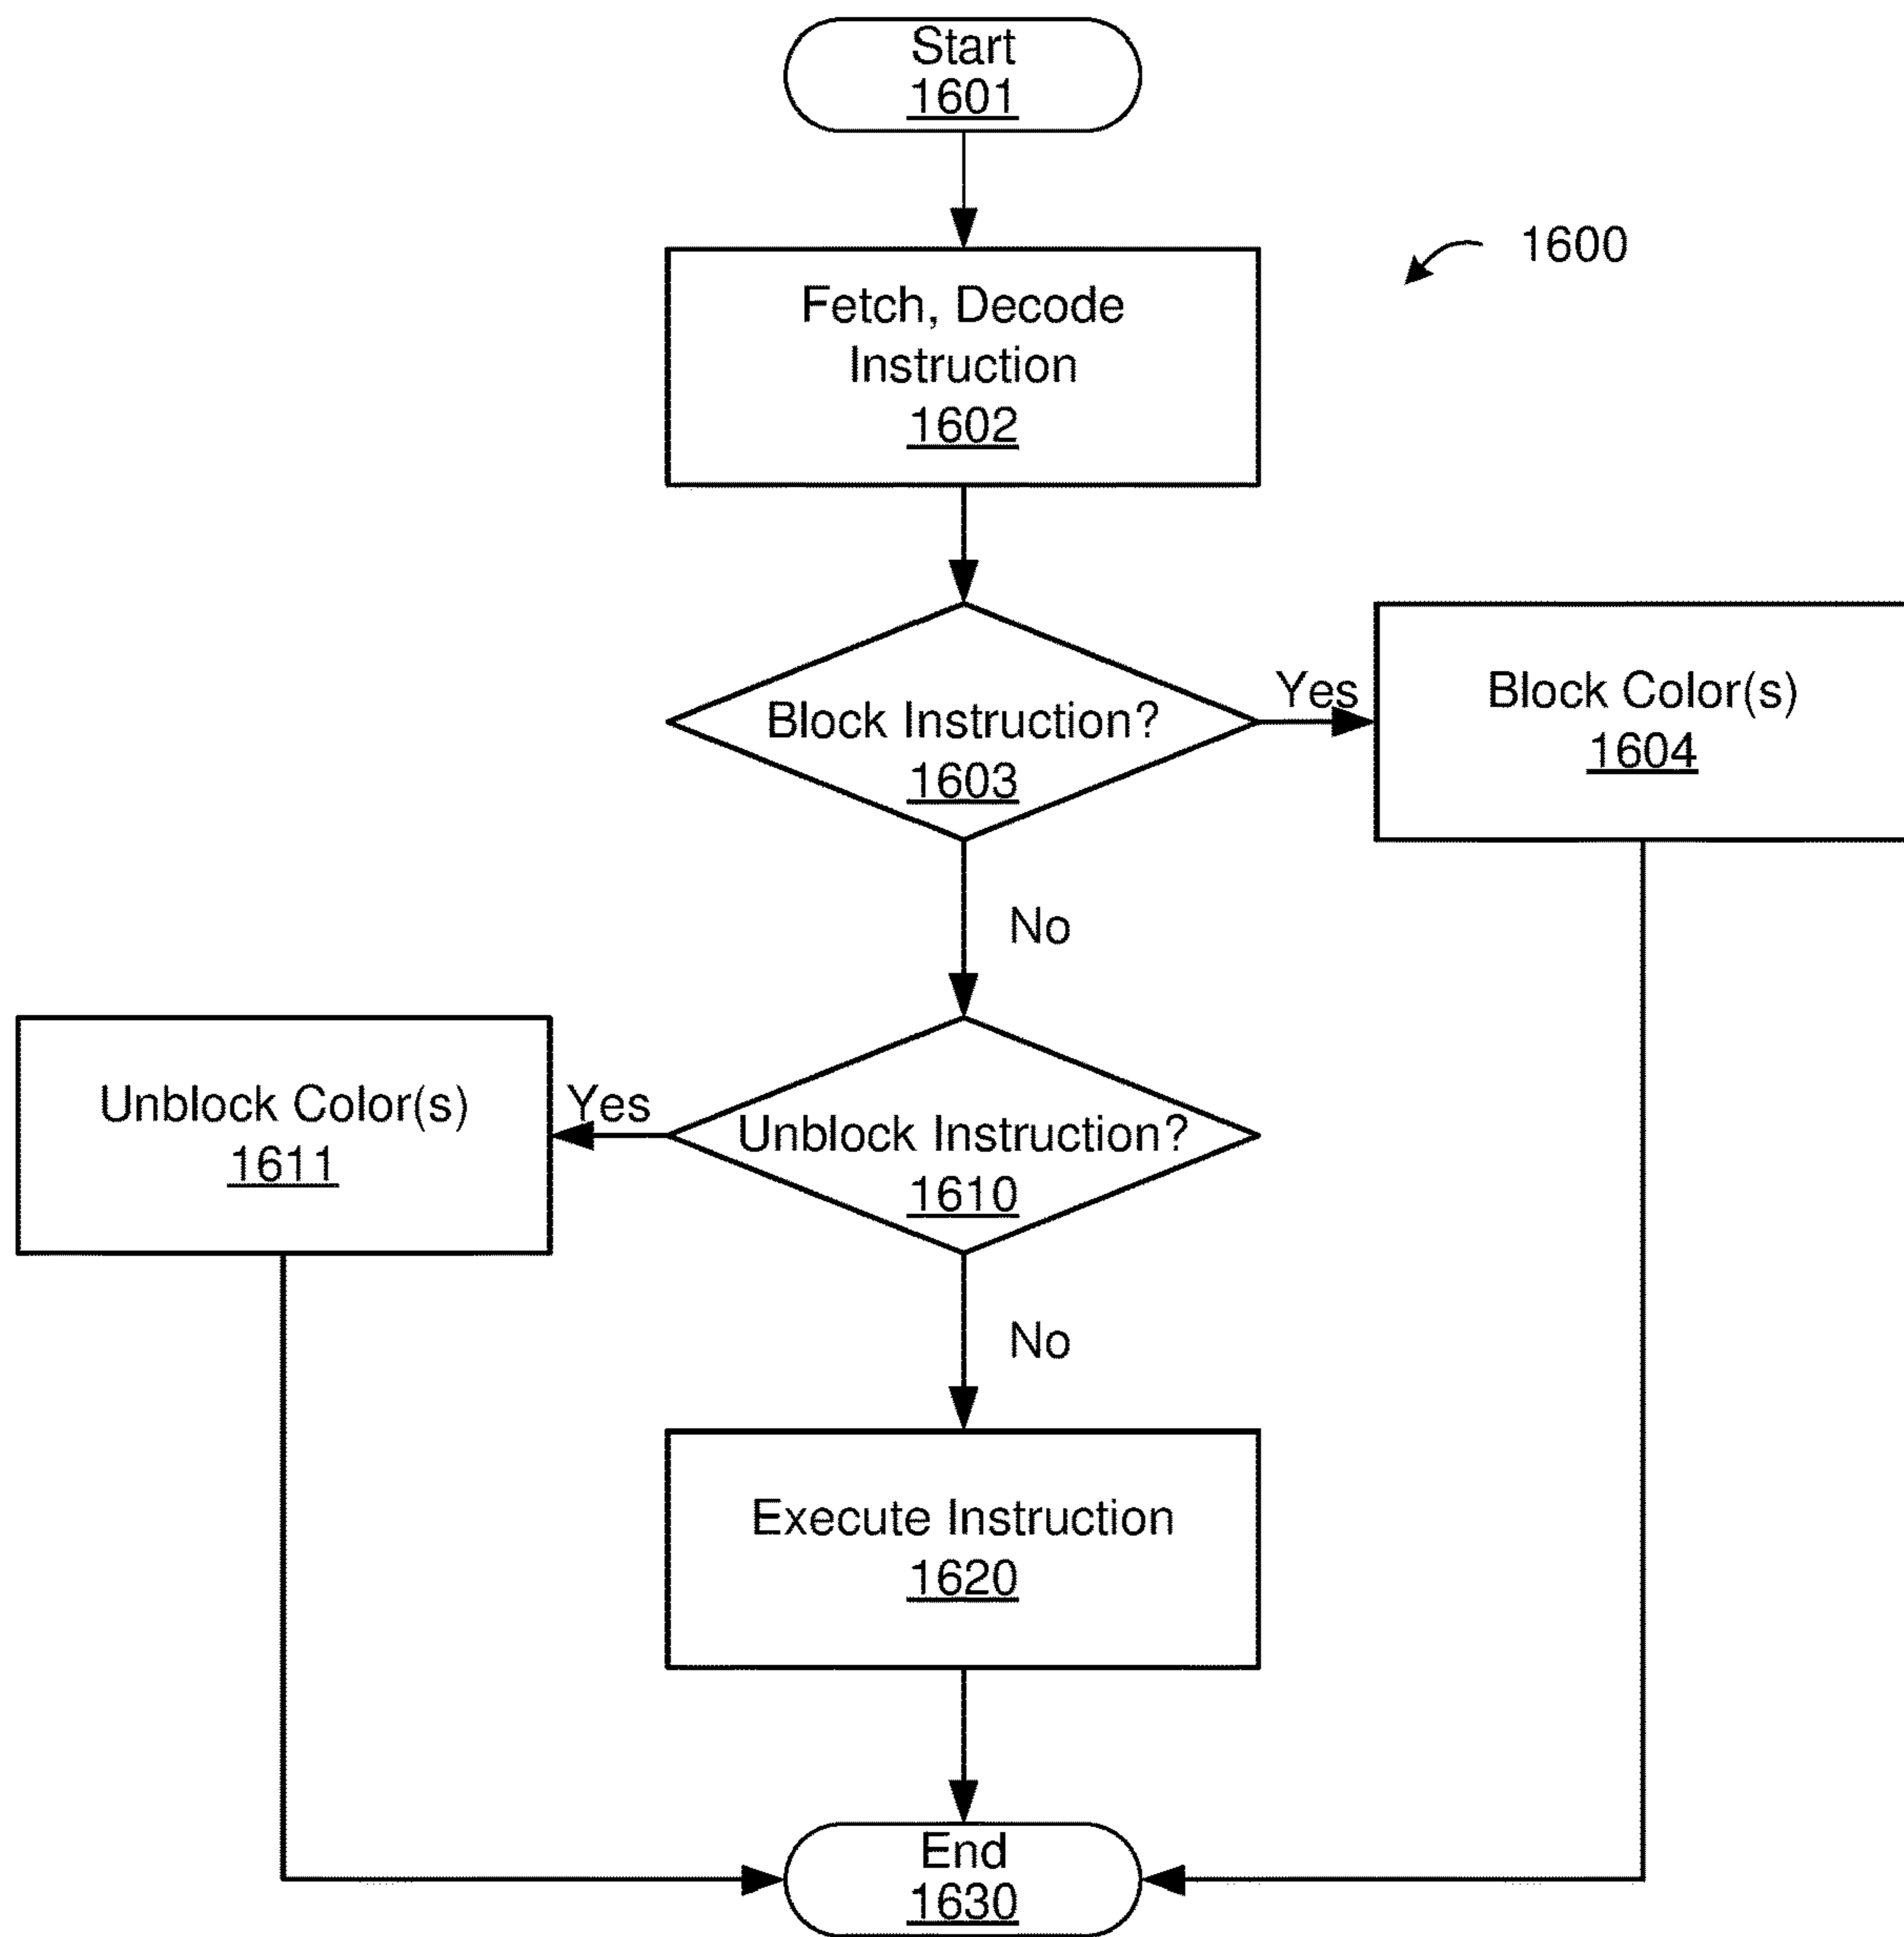 Start
1601
1600
Fetch, Decode
Instruction
1602
Block Instruction?
1603
Yes
Block Color(s)
1604
No
Unblock Color(s)
1611
Yes
Unblock Instruction?
1610
No
Execute Instruction
1620
End
1630